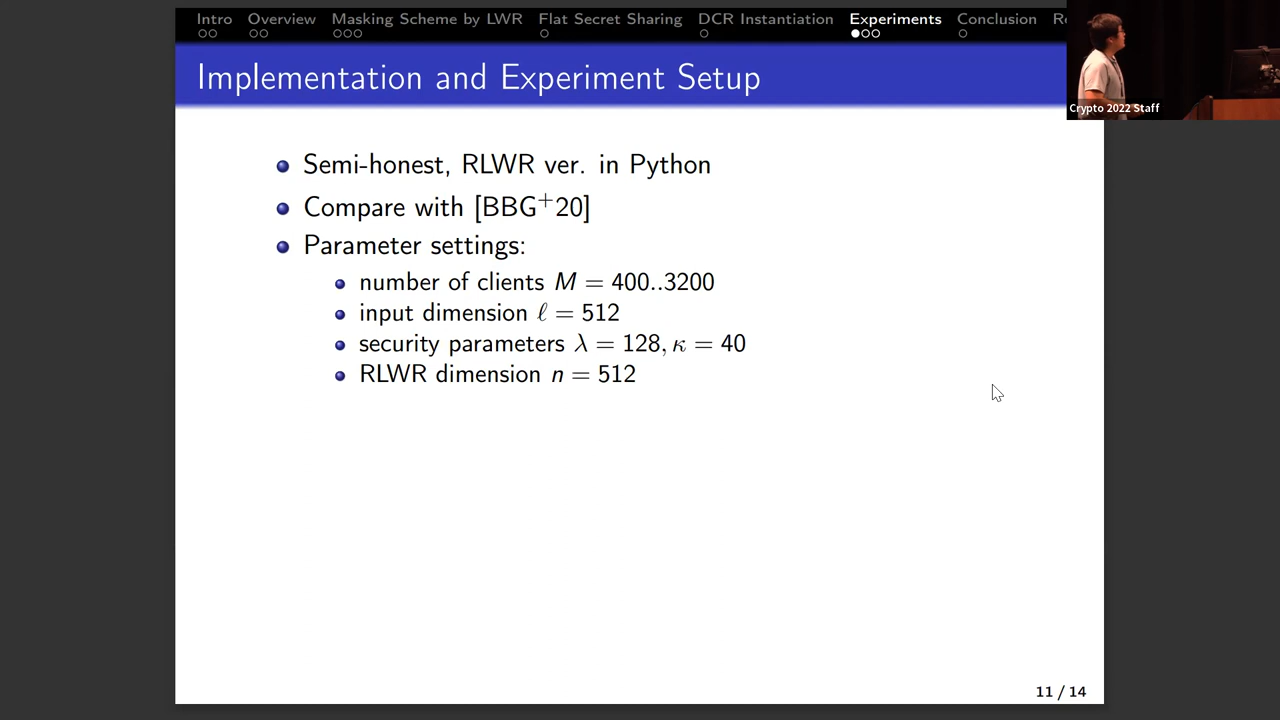 Intro Overview Masking Scheme by LWR Flat Secret Sharing DCR Instantiation Experiments Conclusion
Crypto 2022 Staff
Implementation and Experiment Setup
Semi-honest, RLWR ver. in Python
Compare with [BBG+20]
Parameter settings:
number of clients M = 400..3200
input dimension ℓ = 512
security parameters λ = 128, κ = 40
RLWR dimension n = 512
11 / 14